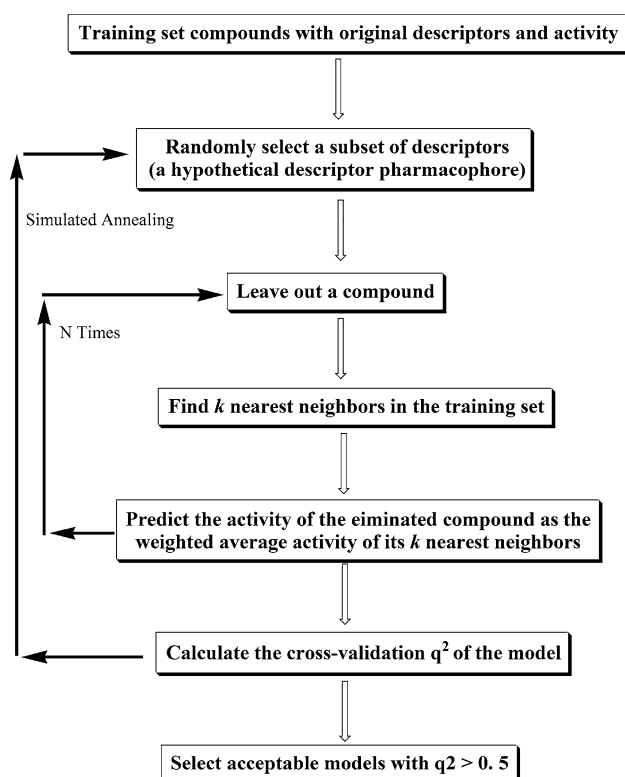 Training set compounds with original descriptors and activity
Randomly select a subset of descriptors
(a hypothetical descriptor pharmacophore)
Simulated Annealing
Leave out a compound
N Times
Find k nearest neighbors in the training set
Predict the activity of the eiminated compound as the
weighted average activity of its k nearest neighbors
Calculate the cross-validation q² of the model
Select acceptable models with q2 > 0. 5